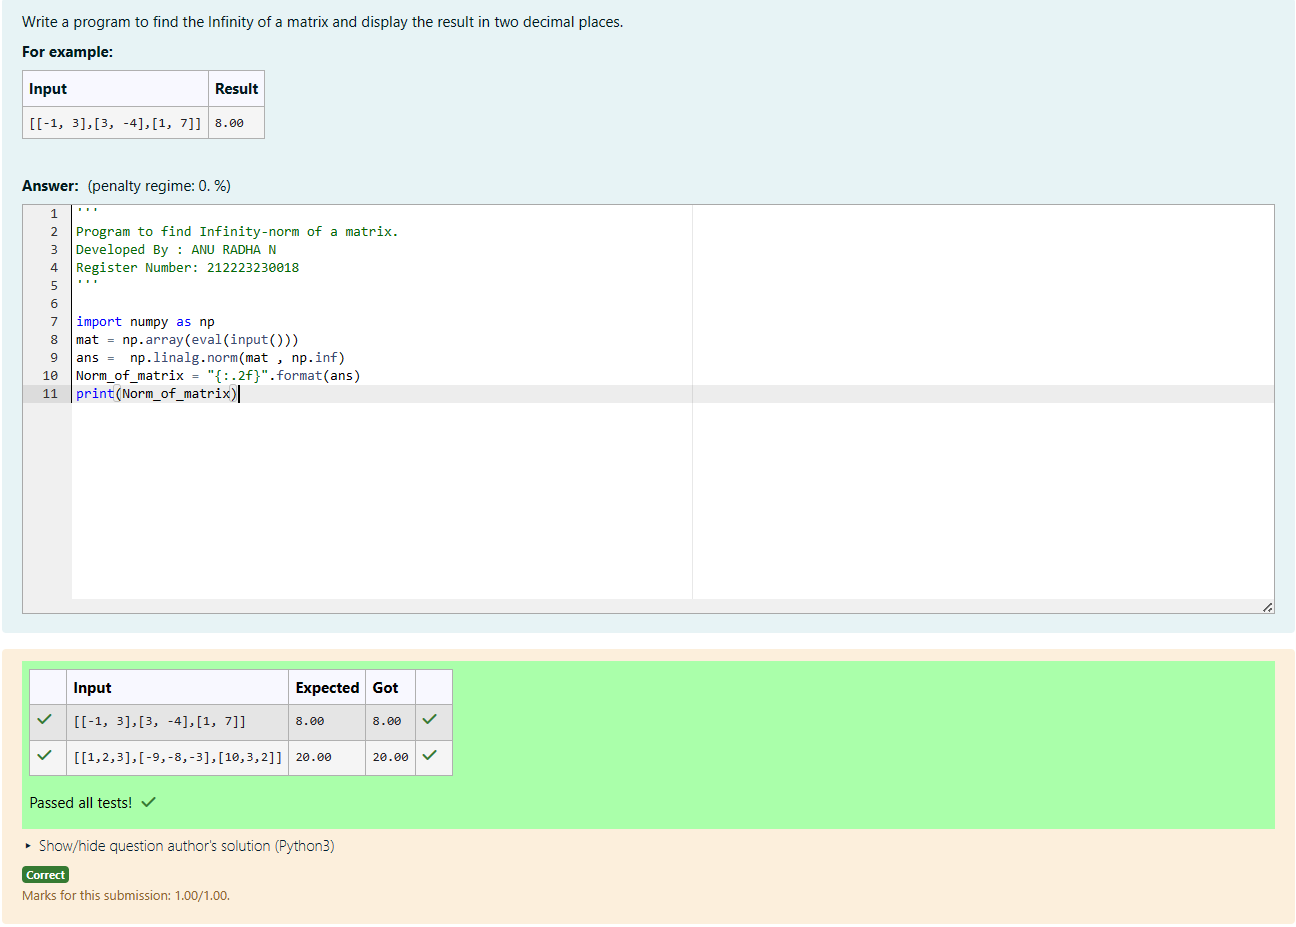 Write a program to find the Infinity of a matrix and display the result in two decimal places.
For example:
Input Result
[[-1, 3],[3, -4],[1, 7]] 8.00
Answer: (penalty regime: 0. %)
1 '''
2 Program to find Infinity-norm of a matrix.
3 Developed By : ANU RADHA N
4 Register Number: 212223230018
5 '''
6
7 import numpy as np
8 mat = np.array(eval(input()))
9 ans =  np.linalg.norm(mat , np.inf)
10 Norm_of_matrix = "{:.2f}".format(ans)
11 print(Norm_of_matrix)
Input Expected Got
[[-1, 3],[3, -4],[1, 7]] 8.00 8.00
[[1,2,3],[-9,-8,-3],[10,3,2]] 20.00 20.00
Passed all tests!
Show/hide question author's solution (Python3)
Correct
Marks for this submission: 1.00/1.00.